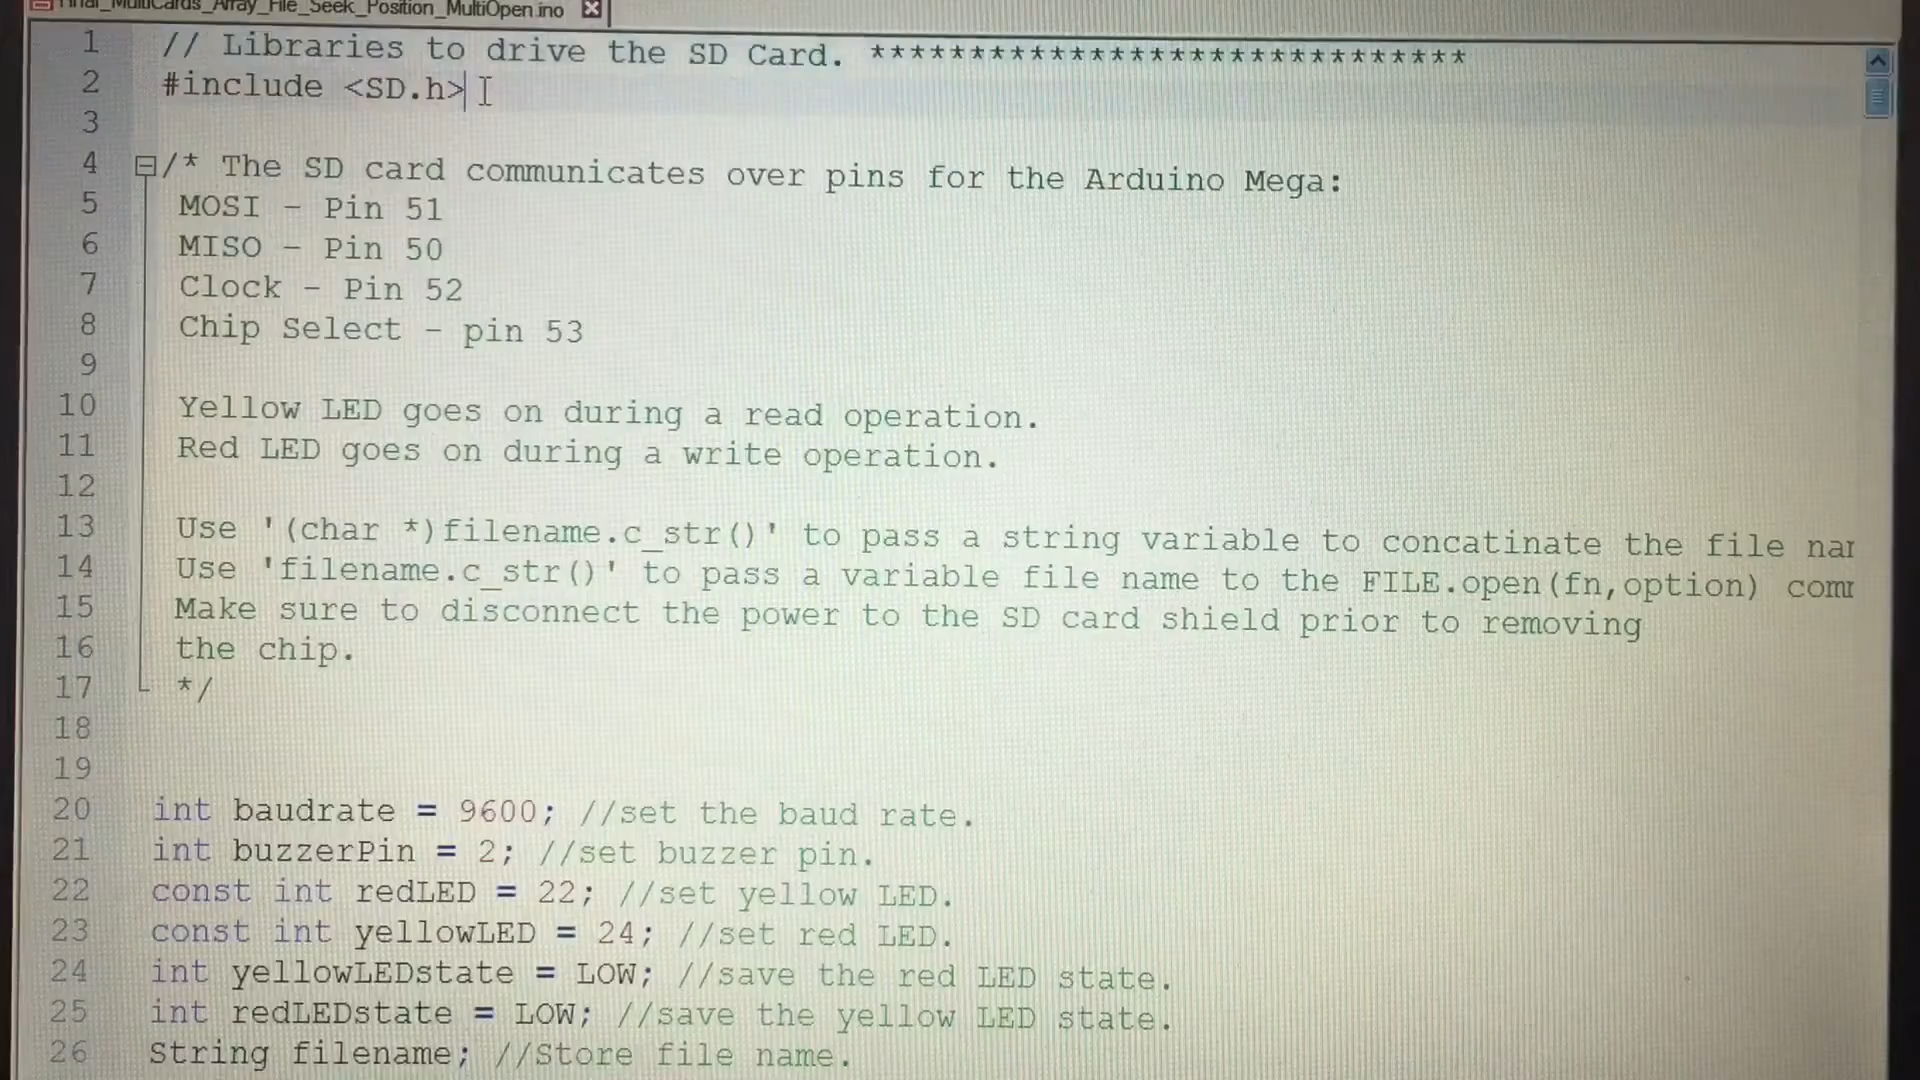 _MultiCards_Array_File_Seek_Position_MultiOpen.ino
1 // Libraries to drive the SD Card. ******************************
2 #include <SD.h>
3
4 /* The SD card communicates over pins for the Arduino Mega:
5 MOSI - Pin 51
6 MISO - Pin 50
7 Clock - Pin 52
8 Chip Select - pin 53
9
10 Yellow LED goes on during a read operation.
11 Red LED goes on during a write operation.
12
13 Use '(char *)filename.c_str()' to pass a string variable to concatinate the file
14 Use 'filename.c_str()' to pass a variable file name to the FILE.open(fn,option)
15 Make sure to disconnect the power to the SD card shield prior to removing
16 the chip.
17 */
18
19
20 int baudrate = 9600; //set the baud rate.
21 int buzzerPin = 2; //set buzzer pin.
22 const int redLED = 22; //set yellow LED.
23 const int yellowLED = 24; //set red LED.
24 int yellowLEDstate = LOW; //save the red LED state.
25 int redLEDstate = LOW; //save the yellow LED state.
26 String filename; //Store file name.